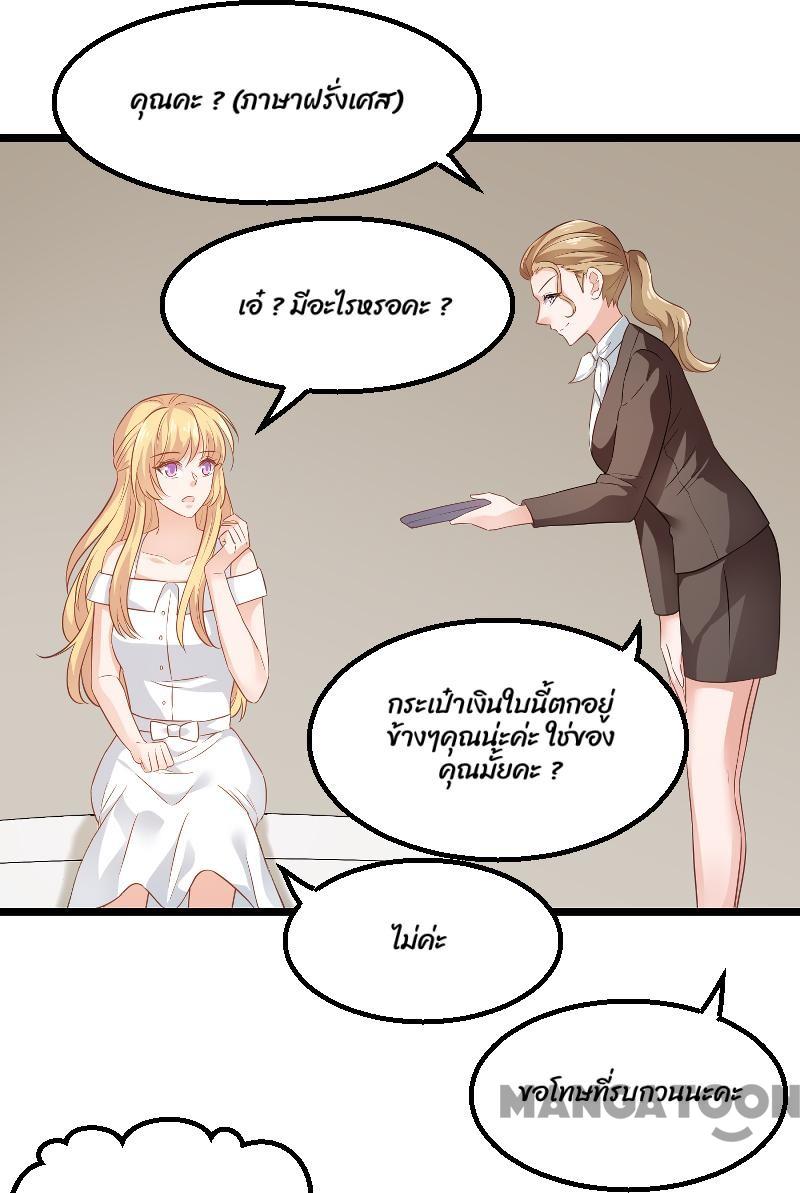 คุณคะ ? (ภาษาฝรั่งเศส)
เอ๋ ? มีอะไรหรอคะ ?
กระเป๋าเงินใบนี้ตกอยู่
ข้างๆคุณน่ะค่ะ ใช่ของ
คุณมั้ยคะ ?
ไม่ค่ะ
ขอโทษที่รบกวนนะคะ
MANGATOON